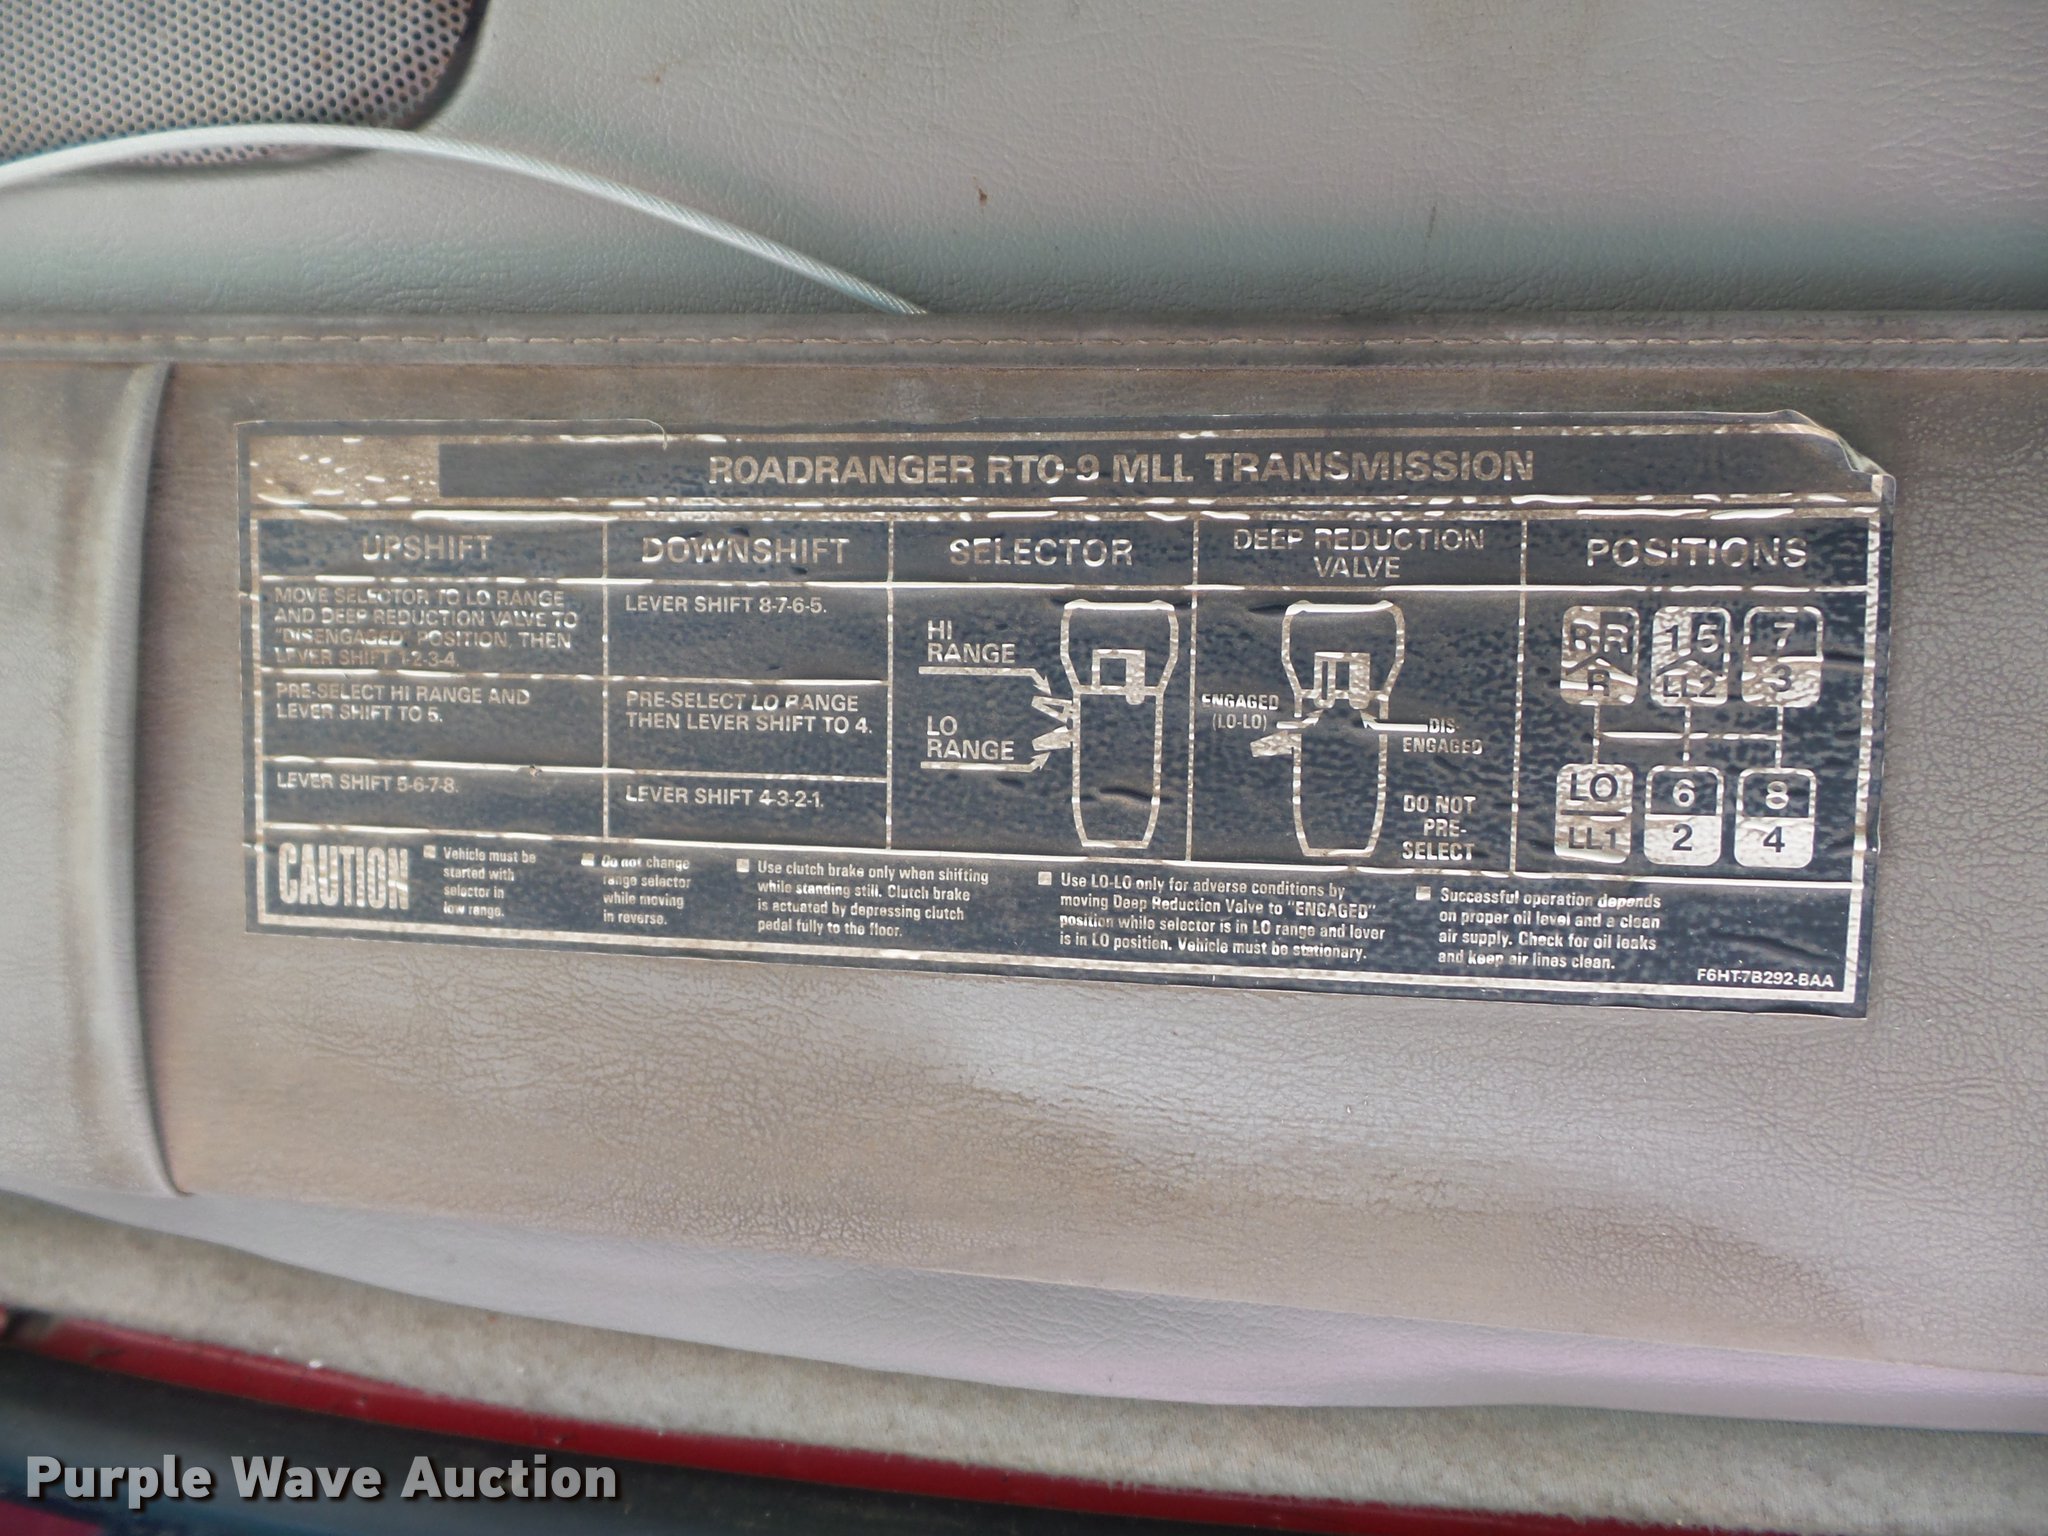 ROADRANGER RTO-9 MLL TRANSMISSION
UPSHIFT
MOVE SELECTOR TO LO RANGE
AND DEEP REDUCTION VALVE TO
"DISENGAGED" POSITION, THEN
LEVER SHIFT 1-2-3-4.
PRE-SELECT HI RANGE AND
LEVER SHIFT TO 5.
LEVER SHIFT 5-6-7-8.
DOWNSHIFT
LEVER SHIFT 8-7-6-5.
PRE-SELECT LO RANGE
THEN LEVER SHIFT TO 4.
LEVER SHIFT 4-3-2-1.
SELECTOR
HI
RANGE
LO
RANGE
DEEP REDUCTION
VALVE
ENGAGED
(LO-LO)
DIS-
ENGAGED
DO NOT
PRE-
SELECT
POSITIONS
RR 15 7
R LL2 3
LO 6 8
LL1 2 4
CAUTION
Vehicle must be
started with
selector in
low range.
Do not change
range selector
while moving
in reverse.
Use clutch brake only when shifting
while standing still. Clutch brake
is actuated by depressing clutch
pedal fully to the floor.
Use LO-LO only for adverse conditions by
moving Deep Reduction Valve to "ENGAGED"
position while selector is in LO range and lever
is in LO position. Vehicle must be stationary.
Successful operation depends
on proper oil level and a clean
air supply. Check for oil leaks
and keep air lines clean.
F6HT-7B292-BAA
Purple Wave Auction